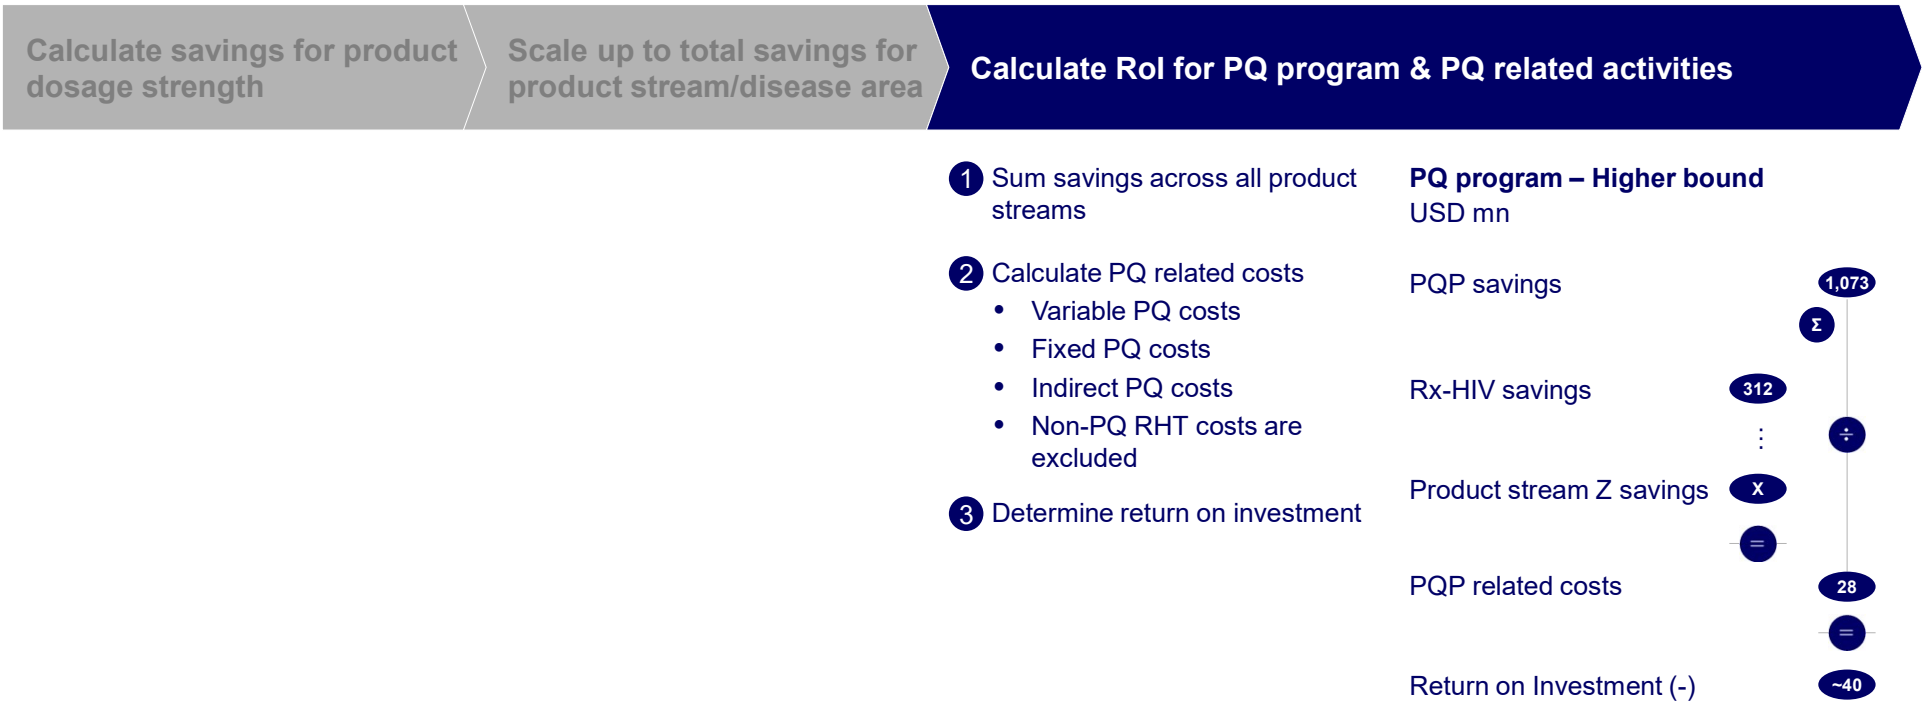 Calculate savings for product
dosage strength
Scale up to total savings for
product stream/disease area
Calculate RoI for PQ program & PQ related activities
1 Sum savings across all product
streams
2 Calculate PQ related costs
• Variable PQ costs
• Fixed PQ costs
• Indirect PQ costs
• Non-PQ RHT costs are
excluded
3 Determine return on investment
PQ program – Higher bound
USD mn
PQP savings 1,073
Σ
Rx-HIV savings 312
⋮ ÷
Product stream Z savings X
=
PQP related costs 28
=
Return on Investment (-) ~40